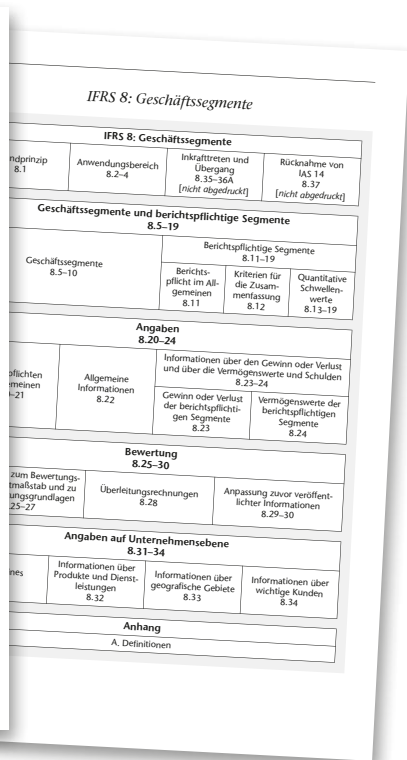 IFRS 8: Geschäftssegmente
IFRS 8: Geschäftssegmente
8.1
Anwendungsbereich
8.2–4
Inkrafttreten und
Übergang
8.35–36A
[nicht abgedruckt]
Rücknahme von
IAS 14
8.37
[nicht abgedruckt]
Geschäftssegmente und berichtspflichtige Segmente
8.5–19
Geschäftssegmente
8.5–10
Berichtspflichtige Segmente
8.11–19
Berichts-
pflicht im All-
gemeinen
8.11
Kriterien für
die Zusam-
menfassung
8.12
Quantitative
Schwellen-
werte
8.13–19
Angaben
8.20–24
–21
Allgemeine
Informationen
8.22
Informationen über den Gewinn oder Verlust
und über die Vermögenswerte und Schulden
8.23–24
Gewinn oder Verlust
der berichtspflichti-
gen Segmente
8.23
Vermögenswerte der
berichtspflichtigen
Segmente
8.24
Bewertung
8.25–30
zum Bewertungs-
tmaßstab und zu
ungsgrundlagen
.25–27
Überleitungsrechnungen
8.28
Anpassung zuvor veröffent-
lichter Informationen
8.29–30
Angaben auf Unternehmensebene
8.31–34
ines
Informationen über
Produkte und Dienst-
leistungen
8.32
Informationen über
geografische Gebiete
8.33
Informationen über
wichtige Kunden
8.34
Anhang
A. Definitionen